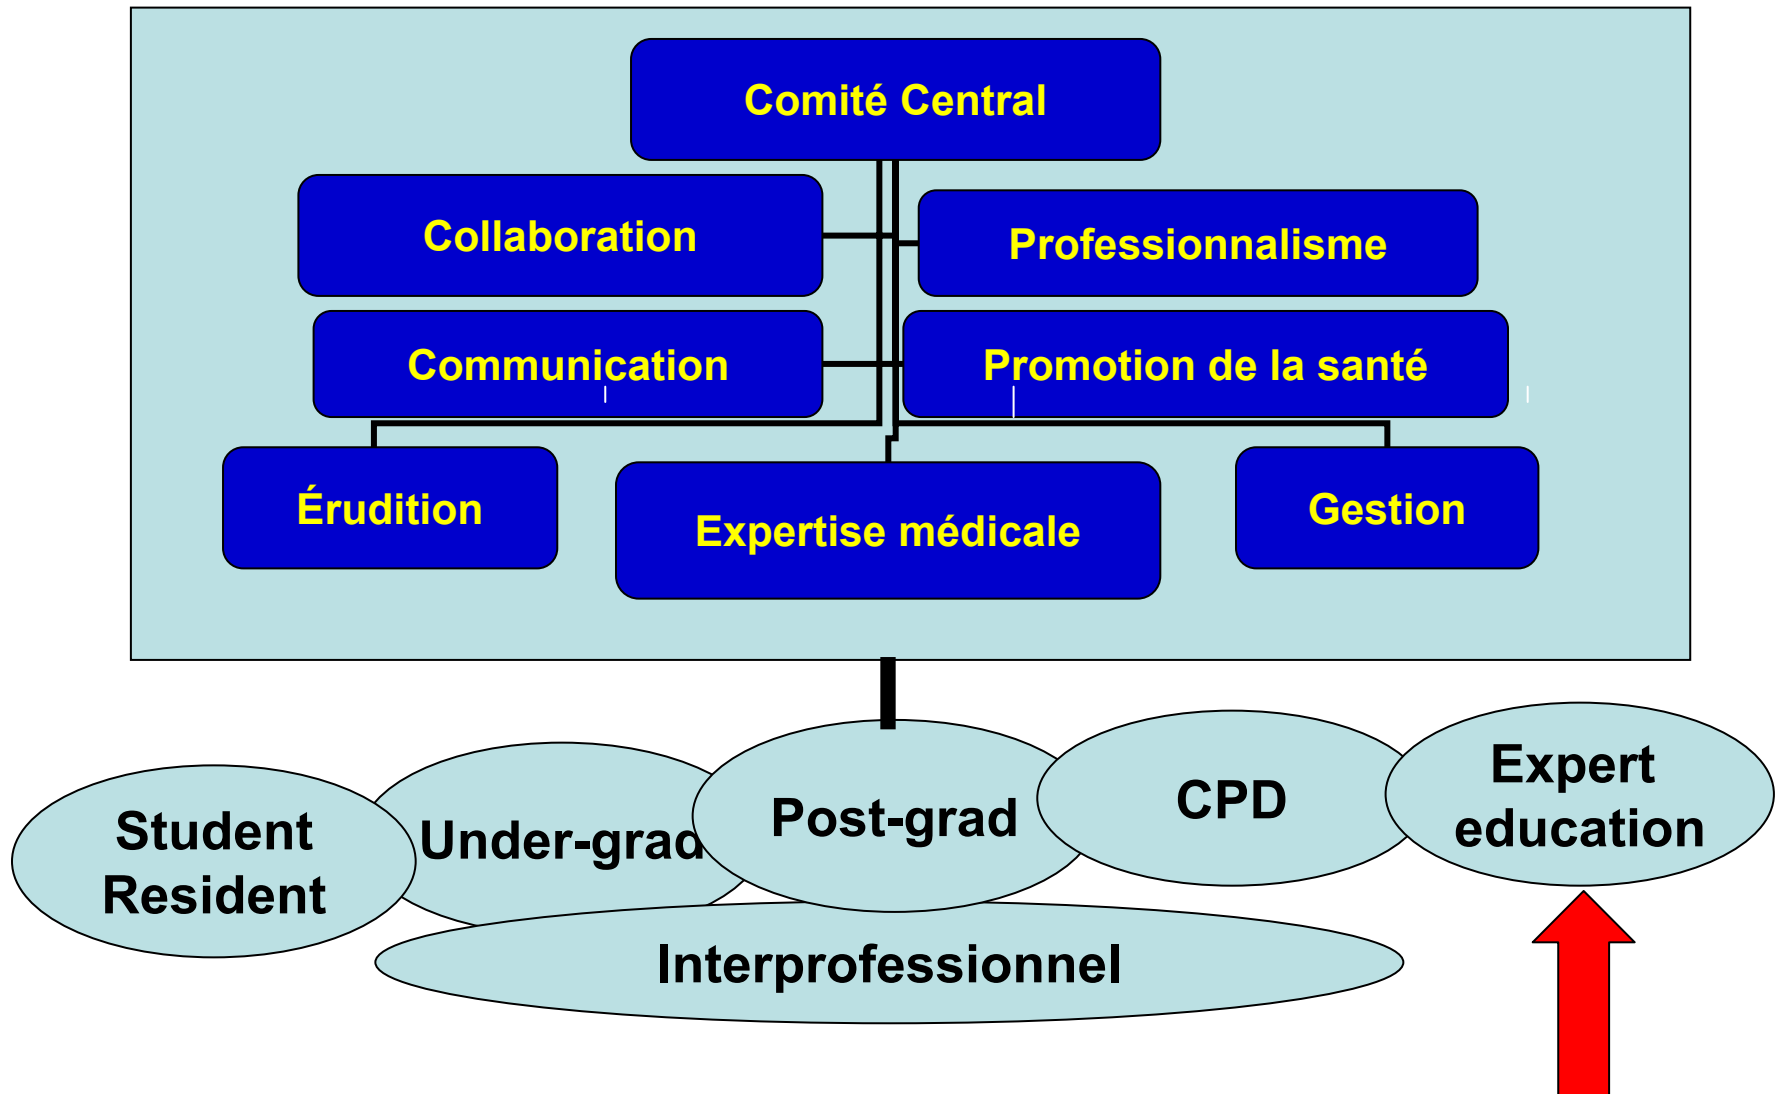 Comité Central
Collaboration
Professionnalisme
Communication
Promotion de la santé
Érudition
Expertise médicale
Gestion
Student
Resident
Under-grad
Post-grad
CPD
Expert
education
Interprofessionnel